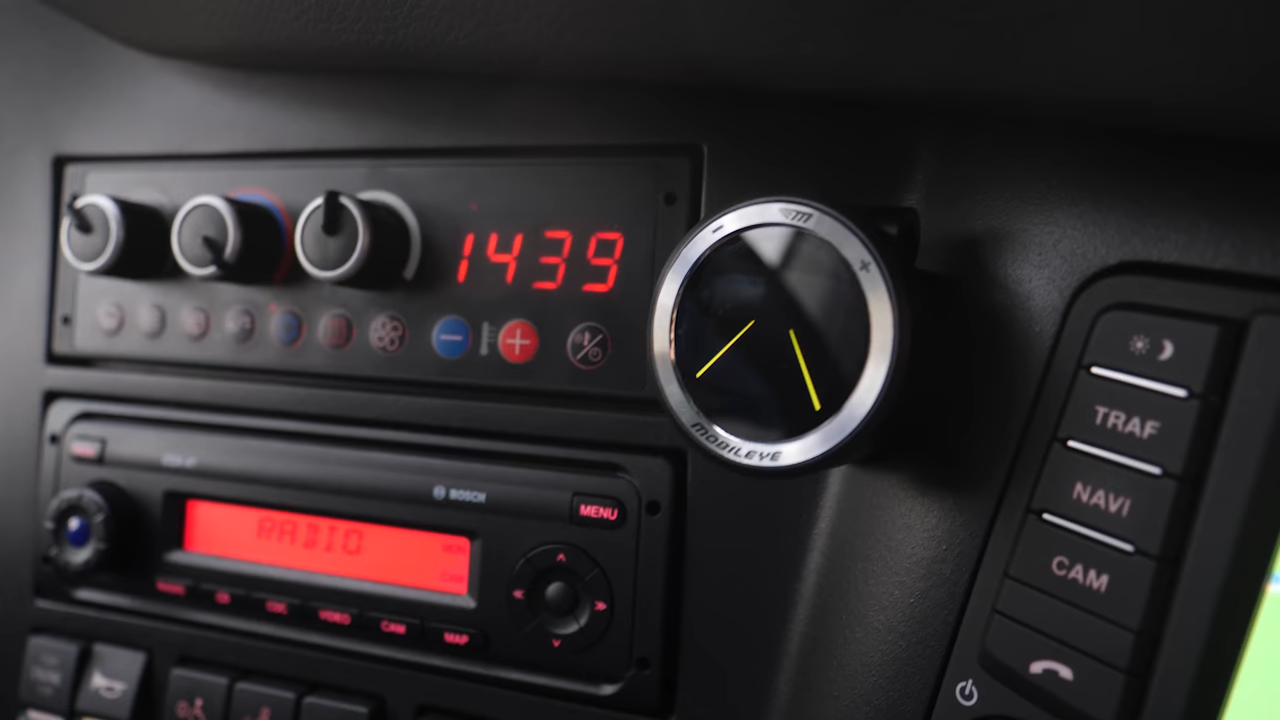 1439
MOBILEYE
BOSCH
MENU
RADIO
VIDEO
CAM
MAP
TRAF
NAVI
CAM